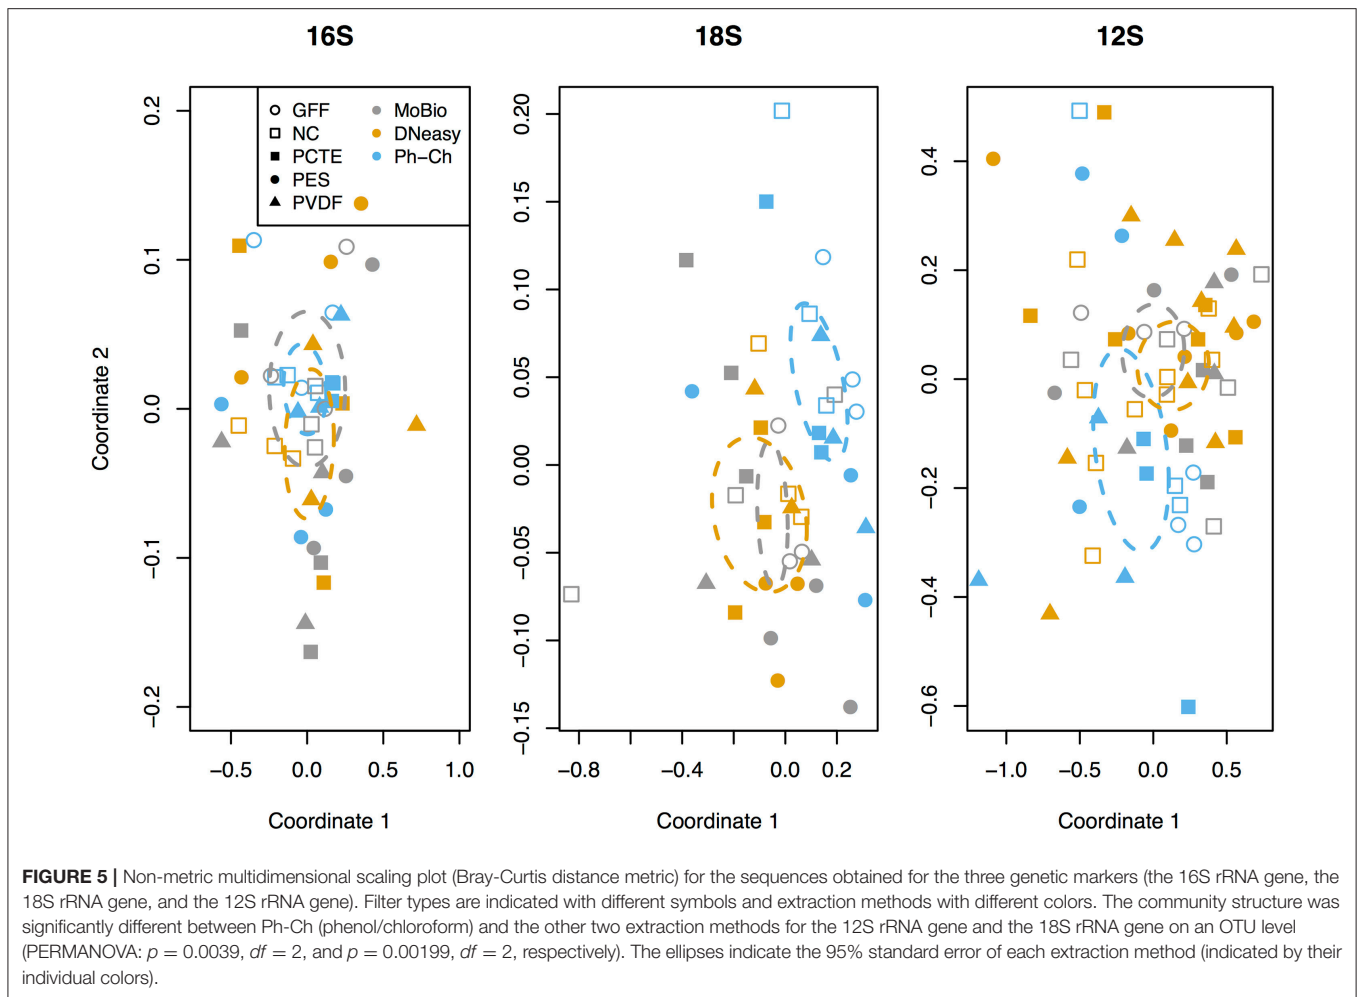 16S
18S
12S
GFF
NC
PCTE
PES
PVDF
MoBio
DNeasy
Ph−Ch
Coordinate 2
0.2
0.1
0.0
−0.1
−0.2
−0.5
0.0
0.5
1.0
Coordinate 1
0.20
0.15
0.10
0.05
0.00
−0.05
−0.10
−0.15
−0.8
−0.4
0.0
0.2
Coordinate 1
0.4
0.2
0.0
−0.2
−0.4
−0.6
−1.0
−0.5
0.0
0.5
Coordinate 1
FIGURE 5 | Non-metric multidimensional scaling plot (Bray-Curtis distance metric) for the sequences obtained for the three genetic markers (the 16S rRNA gene, the
18S rRNA gene, and the 12S rRNA gene). Filter types are indicated with different symbols and extraction methods with different colors. The community structure was
significantly different between Ph-Ch (phenol/chloroform) and the other two extraction methods for the 12S rRNA gene and the 18S rRNA gene on an OTU level
(PERMANOVA: p = 0.0039, df = 2, and p = 0.00199, df = 2, respectively). The ellipses indicate the 95% standard error of each extraction method (indicated by their
individual colors).